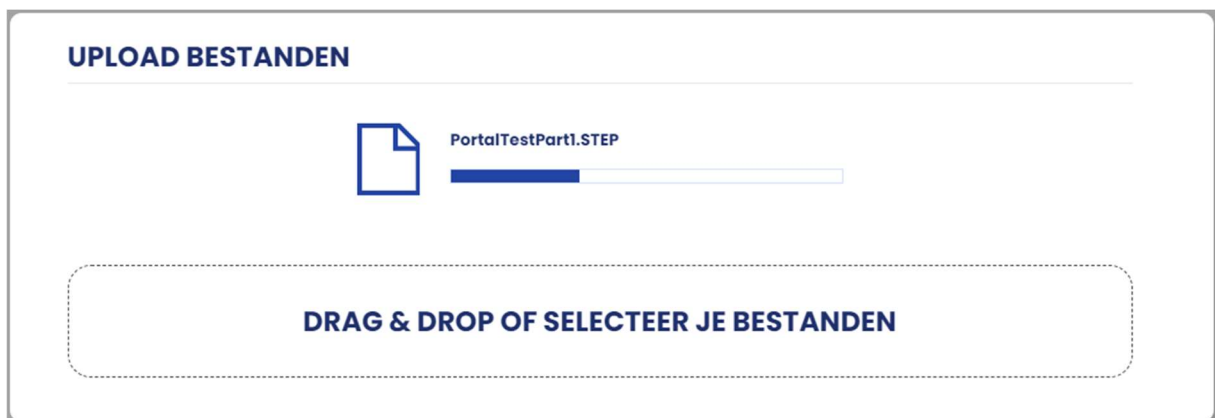 UPLOAD BESTANDEN
PortalTestPart1.STEP
DRAG & DROP OF SELECTEER JE BESTANDEN